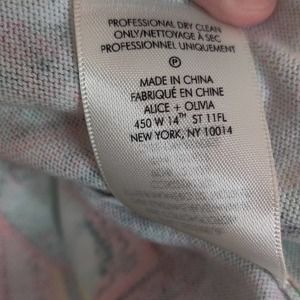 PROFESSIONAL DRY CLEAN
ONLY/NETTOYAGE À SEC
PROFESSIONNEL UNIQUEMENT
P
MADE IN CHINA
FABRIQUÉ EN CHINE
ALICE + OLIVIA
450 W 14TH ST 11FL
NEW YORK, NY 10014